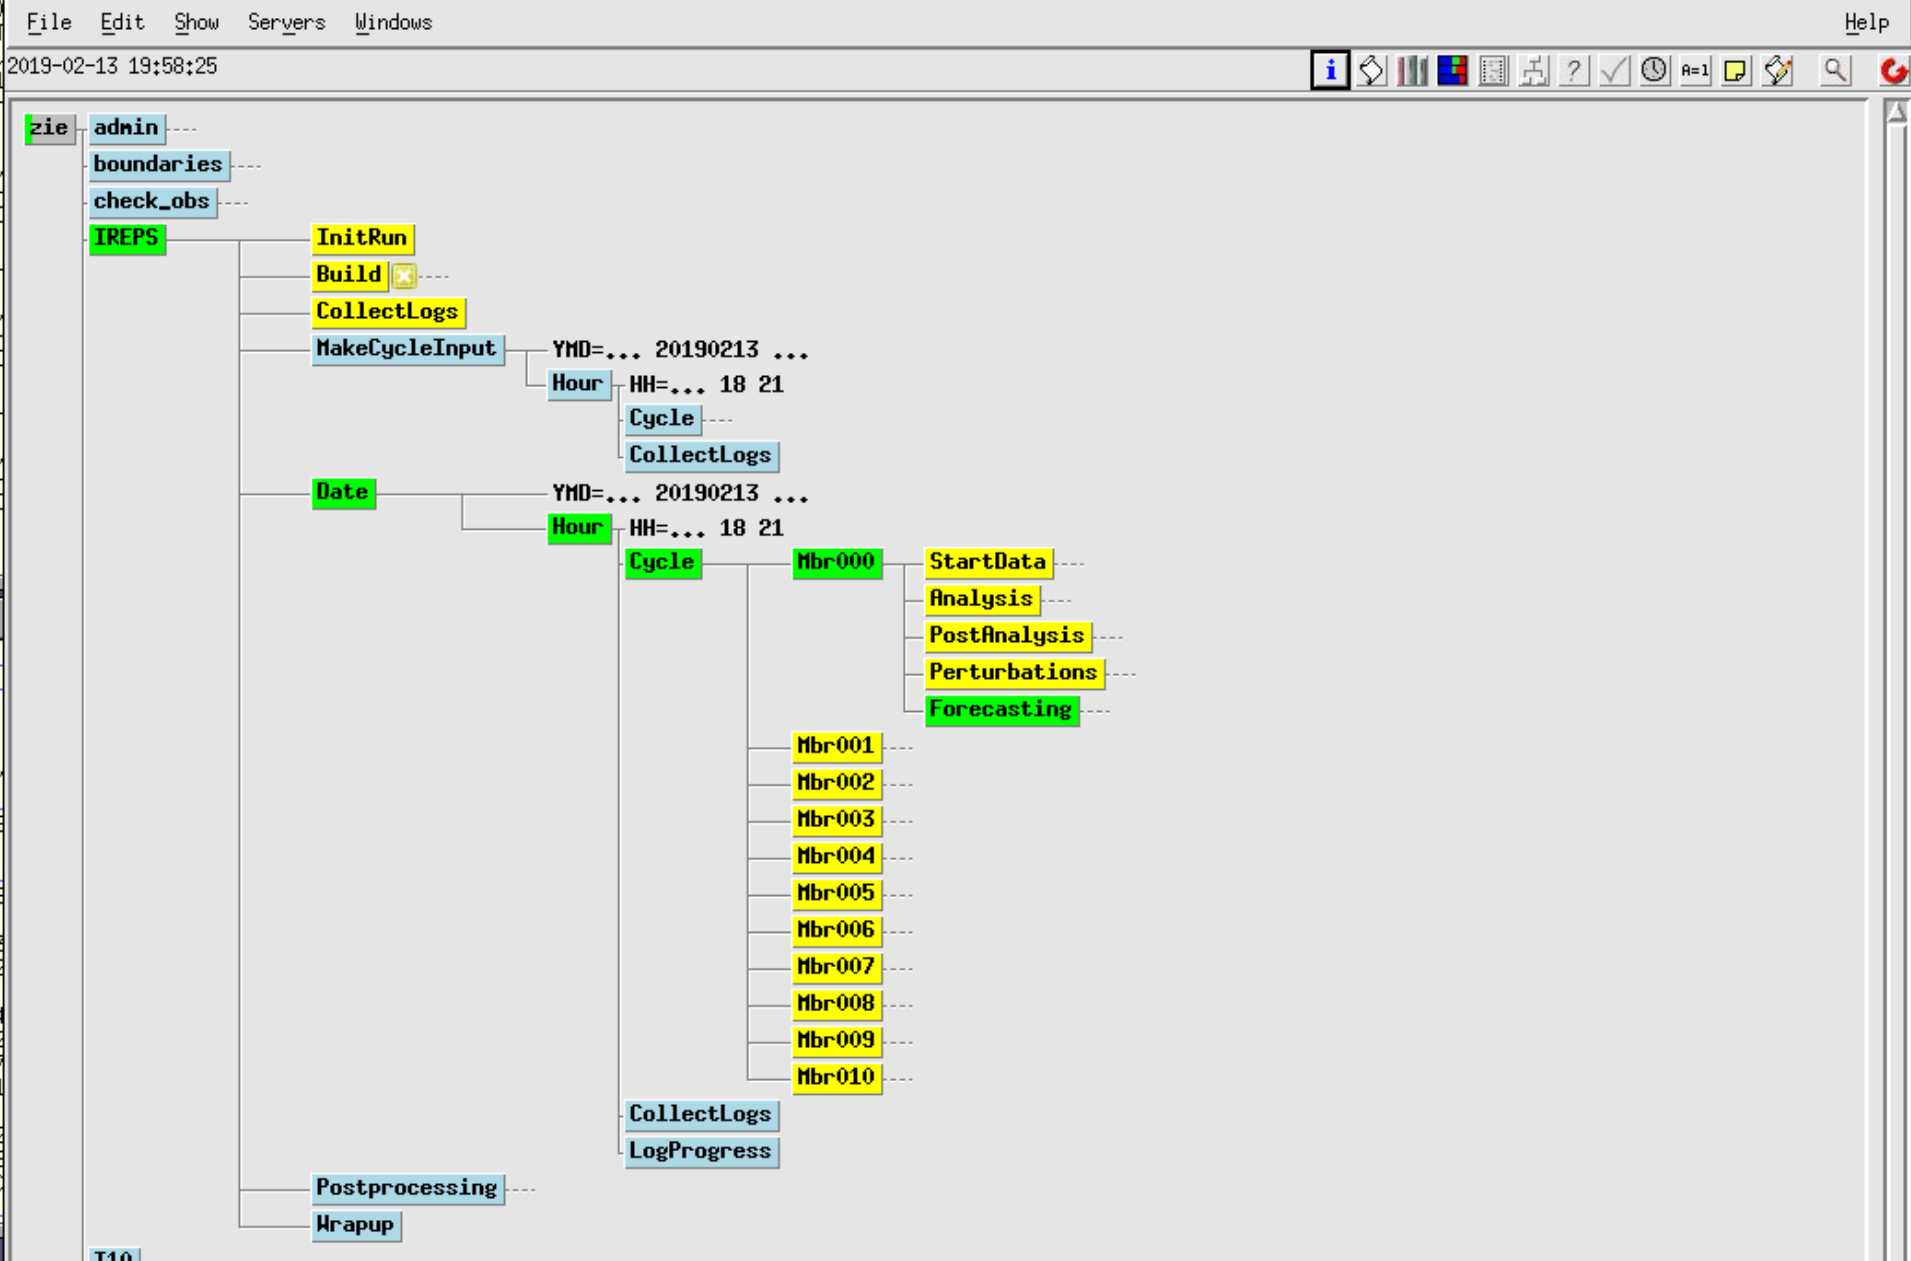 File Edit Show Servers Windows Help
2019-02-13 19:58:25 i ? A=1
zie admin
boundaries
check_obs
IREPS InitRun
Build
CollectLogs
MakeCycleInput YMD=... 20190213 ...
Hour HH=... 18 21
Cycle
CollectLogs
Date YMD=... 20190213 ...
Hour HH=... 18 21
Cycle Mbr000 StartData
Analysis
PostAnalysis
Perturbations
Forecasting
Mbr001
Mbr002
Mbr003
Mbr004
Mbr005
Mbr006
Mbr007
Mbr008
Mbr009
Mbr010
CollectLogs
LogProgress
Postprocessing
Wrapup